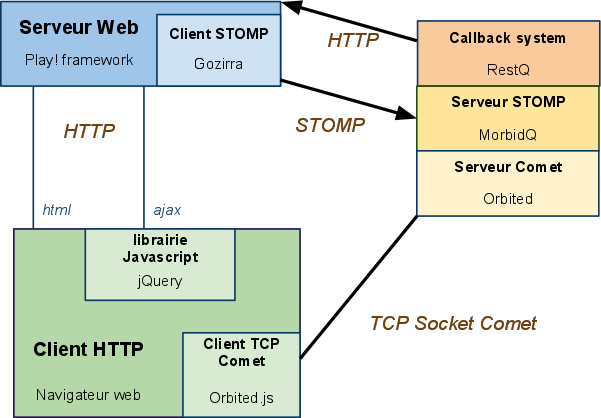 Serveur Web
Play! framework
Client STOMP
Gozirra
HTTP
Callback system
RestQ
STOMP
Serveur STOMP
MorbidQ
Serveur Comet
Orbited
HTTP
html
ajax
librairie
Javascript
jQuery
TCP Socket Comet
Client HTTP
Navigateur web
Client TCP
Comet
Orbited.js